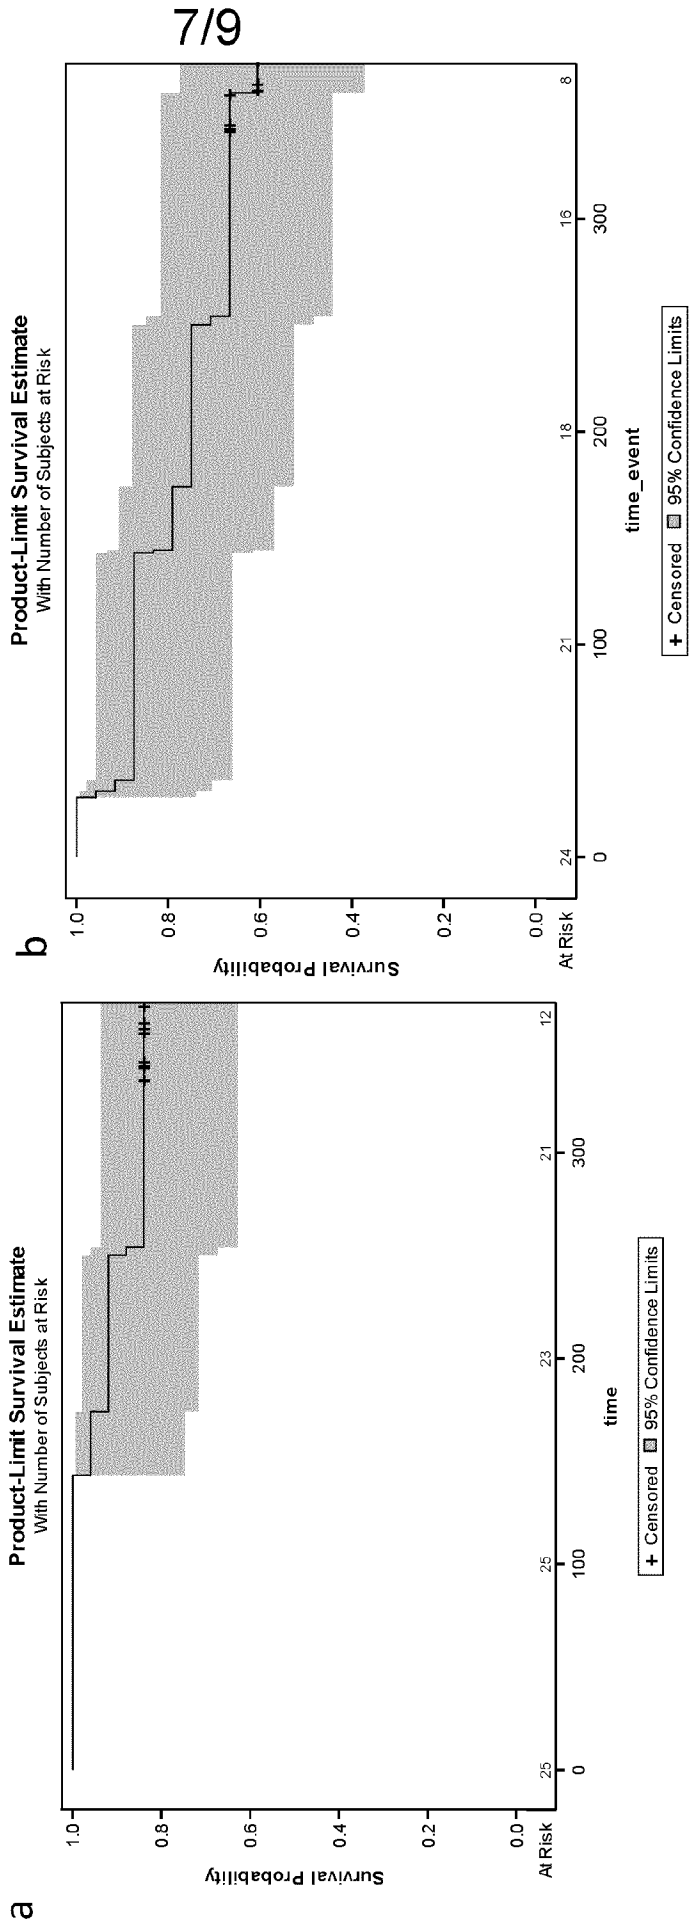 7/9
a
Product-Limit Survival Estimate
With Number of Subjects at Risk
Survival Probability
1.0
0.8
0.6
0.4
0.2
0.0
At Risk
25 25 23 21 12
0 100 200 300
time
+ Censored 95% Confidence Limits
b
Product-Limit Survival Estimate
With Number of Subjects at Risk
Survival Probability
1.0
0.8
0.6
0.4
0.2
0.0
At Risk
24 21 18 16 8
0 100 200 300
time_event
+ Censored 95% Confidence Limits